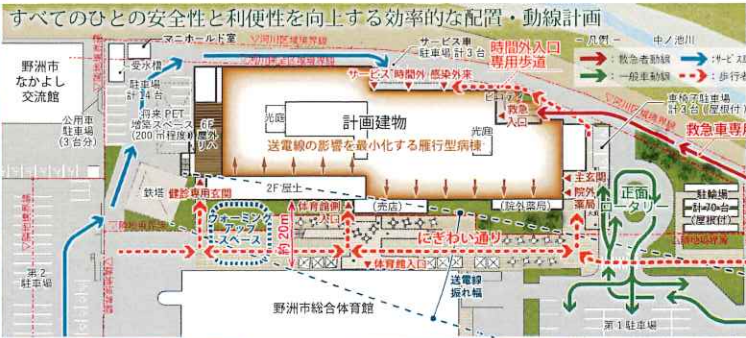 すべてのひとの安全性と利便性を向上する効率的な配置・動線計画
マニホールド室
受水槽
▽河川区域境界線
サービス車
駐車場 計3台
時間外入口
専用歩道
凡例
中ノ池川
:救急者動線
:一般車動線
:歩行者
野洲市
なかよし
交流館
駐車場
計14台
サービス
時間外
感染外来
車椅子駐車場
計3台(屋根付)
公用車
駐車場
(3台分)
将来PET
増築スペース
(200㎡程度)
6F
屋外
リハ
光庭
計画建物
光庭
救急
入口
救急車専
送電線の影響を最小化する雁行型病棟
鉄塔
健診専用玄関
2F屋上
体育館側
入口
(売店)
(院外薬局)
主玄関
院外
薬局
正面
ロータリー
駐輪場
計70台
(屋根付)
ウォーミング
アップ
スペース
約20m
にぎわい通り
第2
駐車場
体育館入口
送電線
振れ幅
野洲市総合体育館
第1駐車場